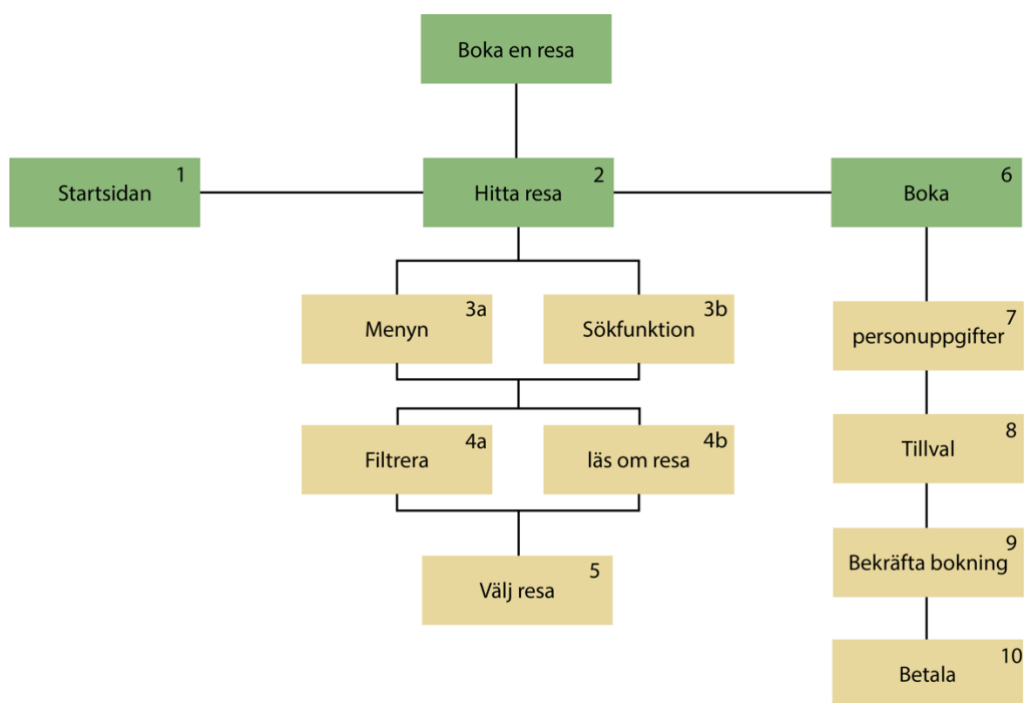 Boka en resa
Startsidan 1
Hitta resa 2
Boka 6
Menyn 3a
Sökfunktion 3b
personuppgifter 7
Filtrera 4a
läs om resa 4b
Tillval 8
Välj resa 5
Bekräfta bokning 9
Betala 10